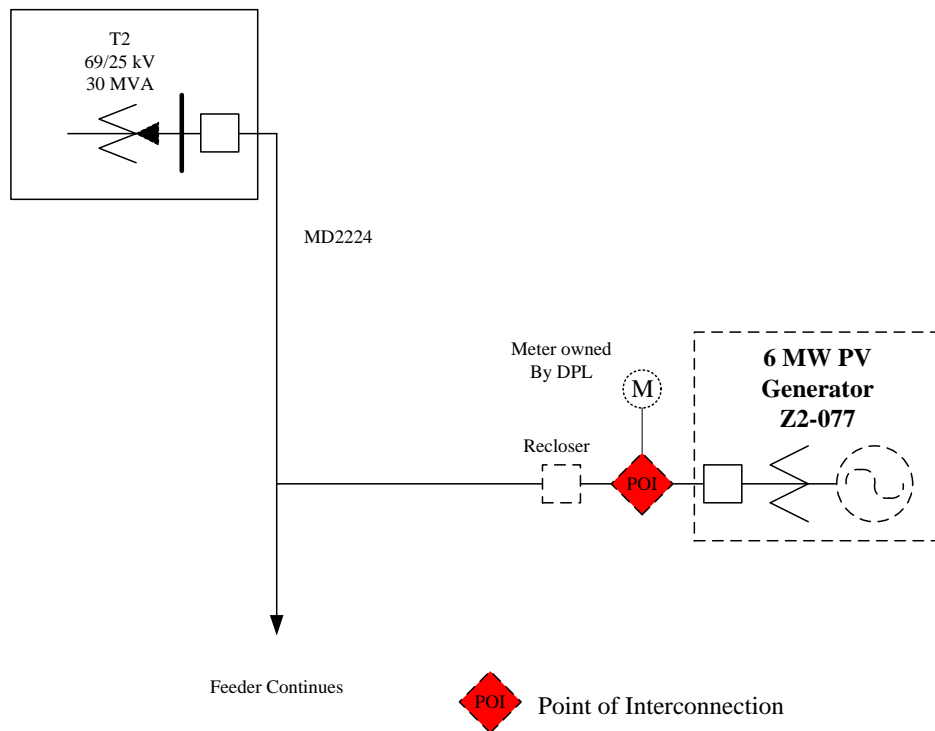 T2
69/25 kV
30 MVA
MD2224
Meter owned
By DPL
M
6 MW PV
Generator
Z2-077
Recloser
POI
Feeder Continues
POI
Point of Interconnection